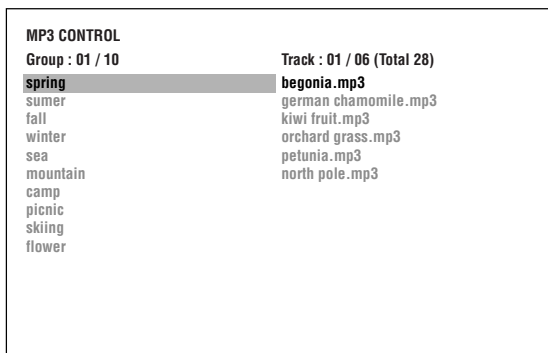 MP3 CONTROL
Group : 01 / 10
Track : 01 / 06 (Total 28)
spring
sumer
fall
winter
sea
mountain
camp
picnic
skiing
flower
begonia.mp3
german chamomile.mp3
kiwi fruit.mp3
orchard grass.mp3
petunia.mp3
north pole.mp3